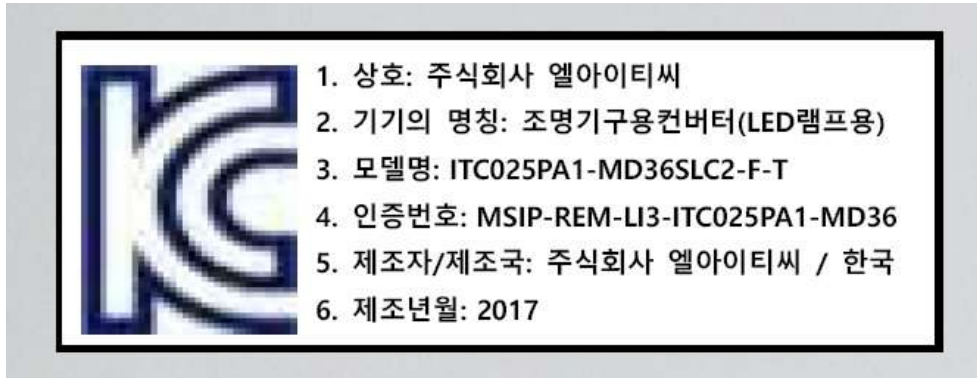 KC
1. 상호: 주식회사 엘아이티씨
2. 기기의 명칭: 조명기구용컨버터(LED램프용)
3. 모델명: ITC025PA1-MD36SLC2-F-T
4. 인증번호: MSIP-REM-LI3-ITC025PA1-MD36
5. 제조자/제조국: 주식회사 엘아이티씨 / 한국
6. 제조년월: 2017